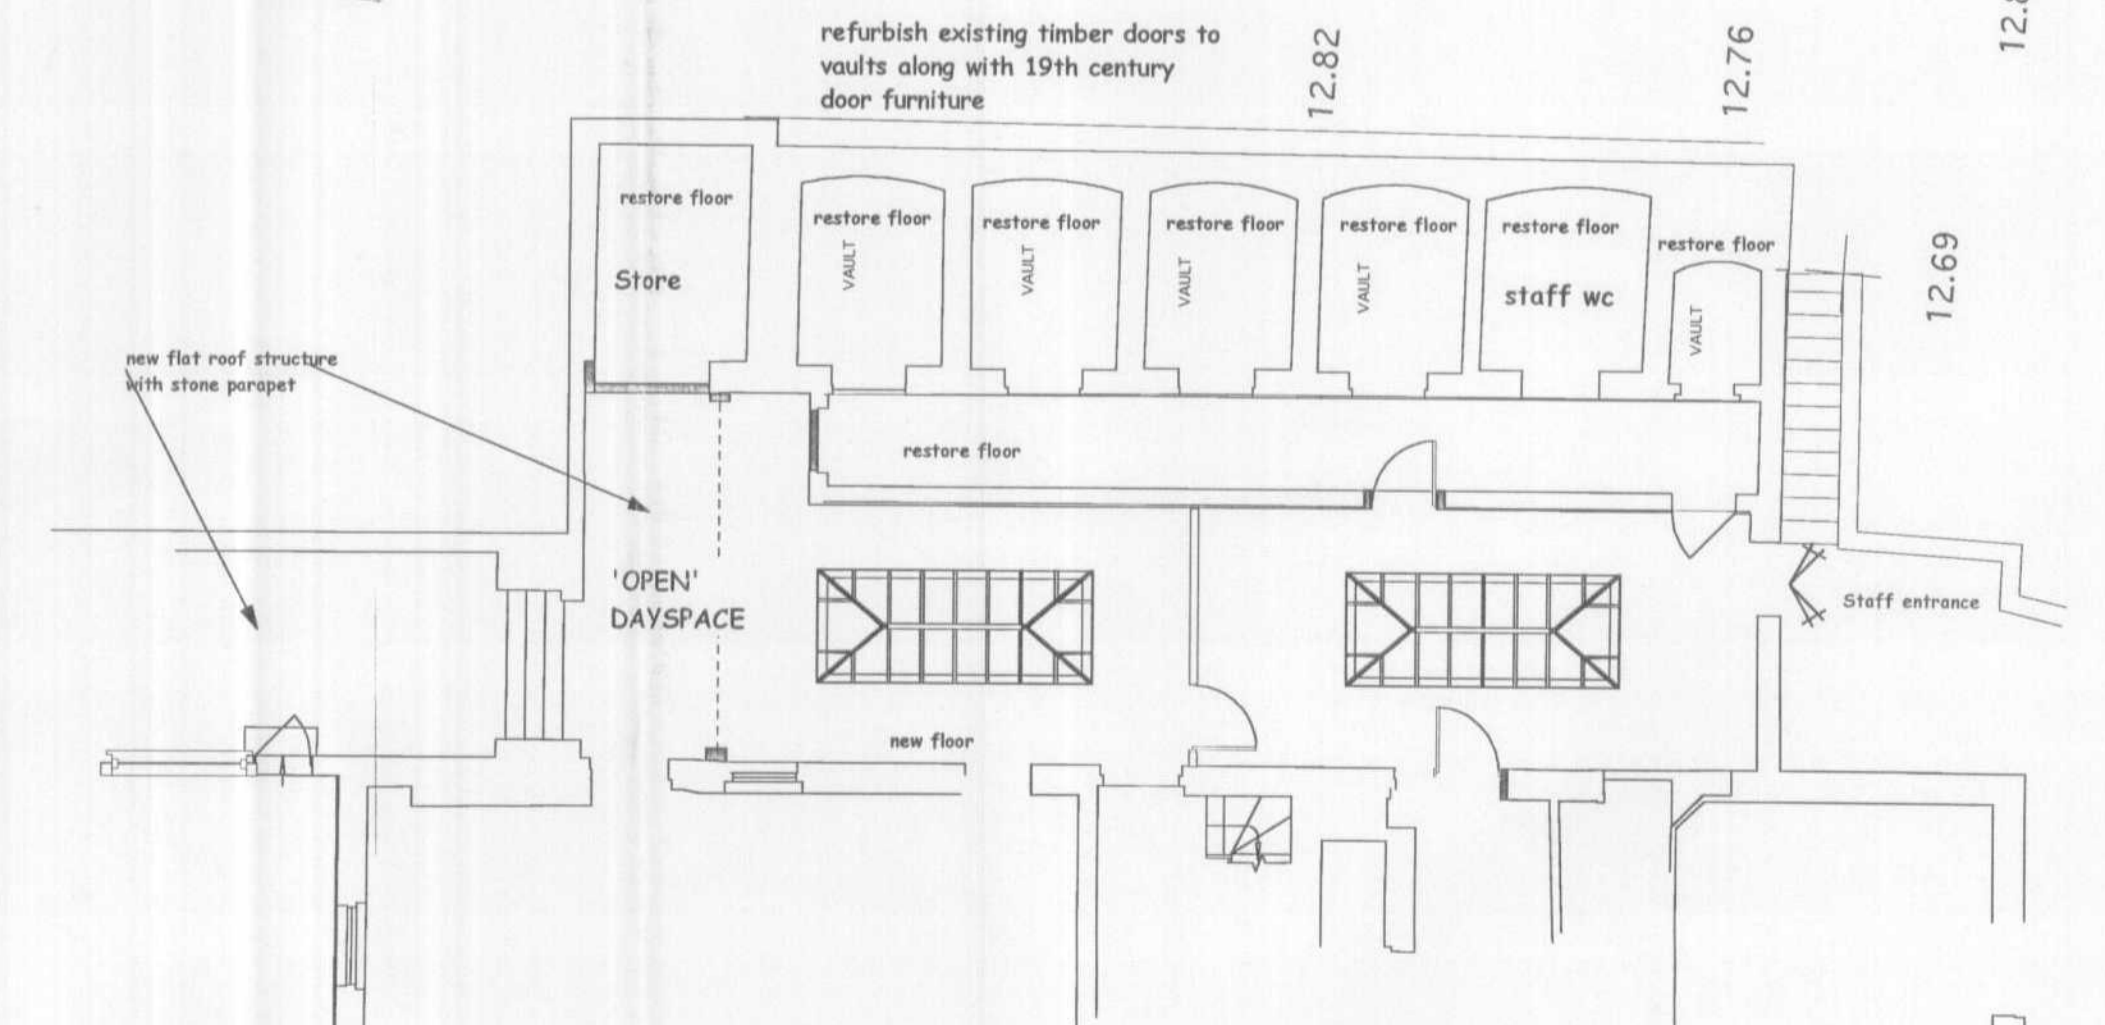 refurbish existing timber doors to
vaults along with 19th century
door furniture
12.82
12.76
restore floor
restore floor
restore floor
restore floor
restore floor
restore floor
restore floor
VAULT
VAULT
VAULT
VAULT
VAULT
Store
staff wc
12.69
new flat roof structure
with stone parapet
restore floor
'OPEN'
DAYSPACE
Staff entrance
new floor